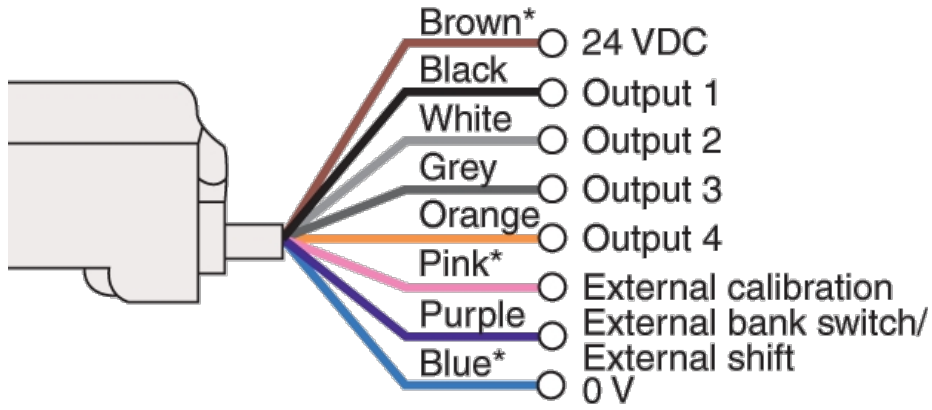 Brown* 24 VDC
Black Output 1
White Output 2
Grey Output 3
Orange Output 4
Pink* External calibration
Purple External bank switch/
External shift
Blue* 0 V